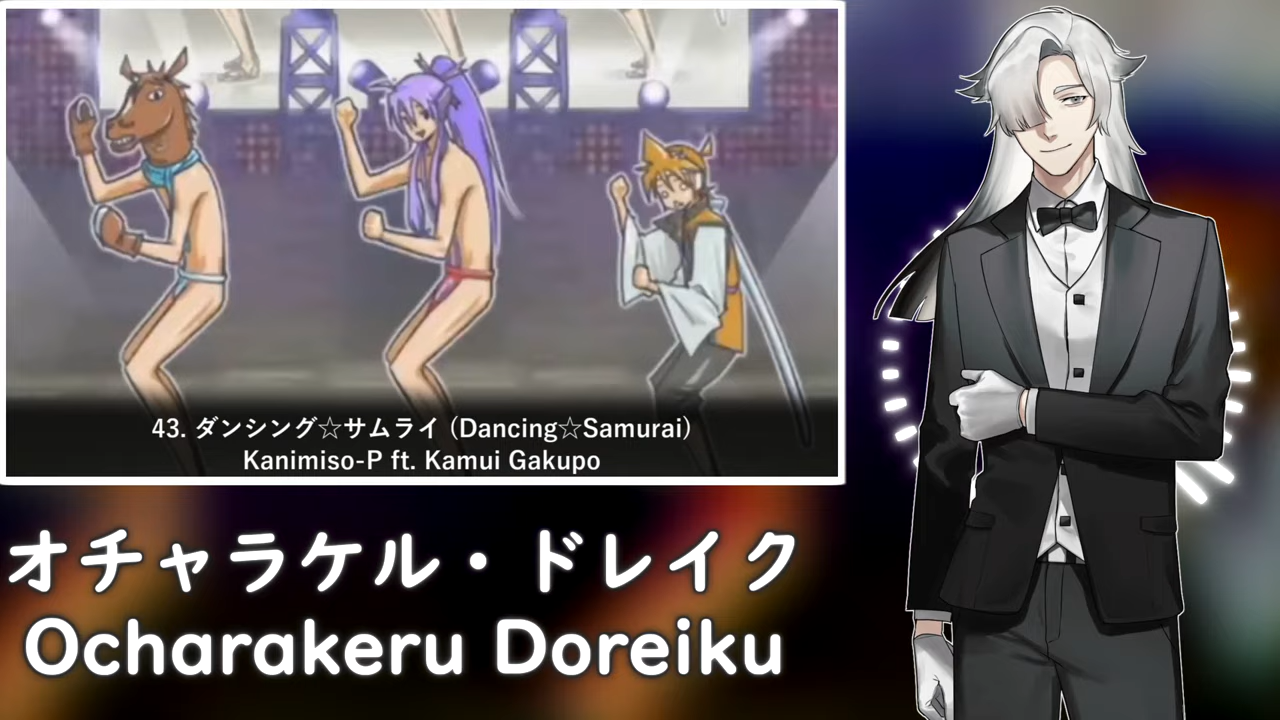 43. ダンシング☆サムライ (Dancing☆Samurai)
Kanimiso-P ft. Kamui Gakupo
オチャラケル・ドレイク
Ocharakeru Doreiku